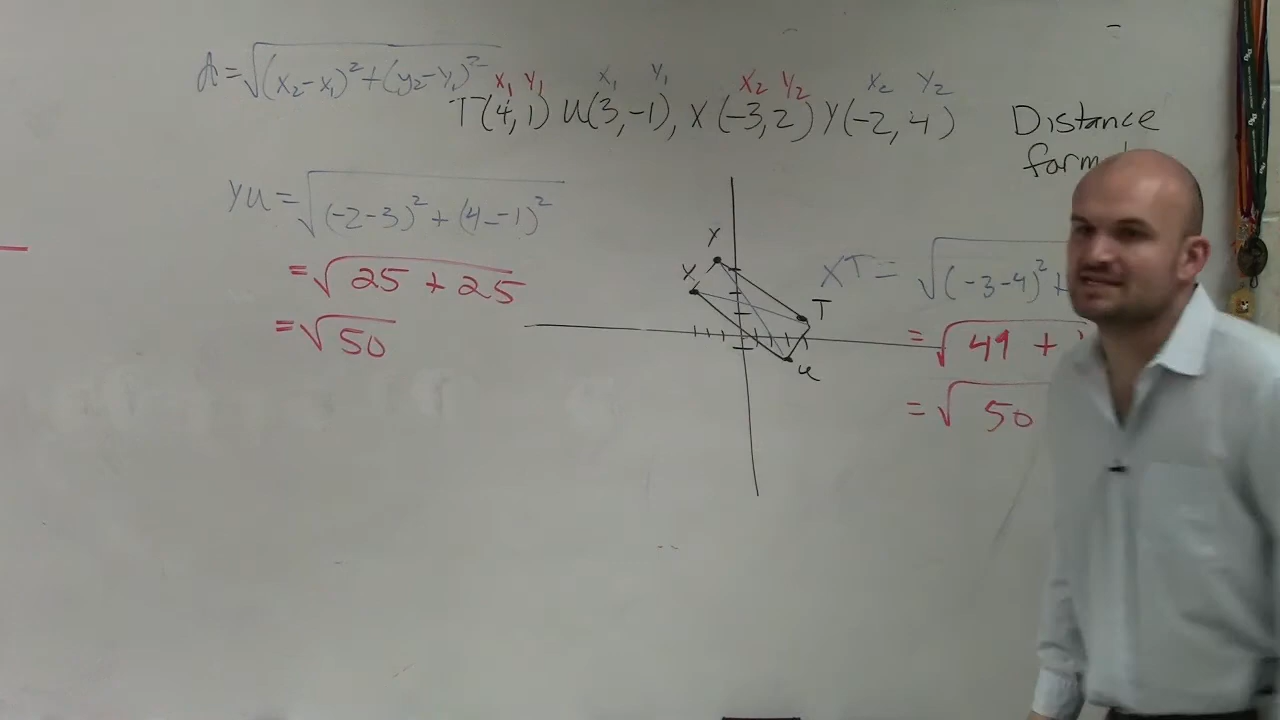 d=√(x₂-x₁)²+(y₂-y₁)²
x₁ y₁ x₁ y₁ x₂ y₂ x₂ y₂
T(4,1) U(3,-1), X(-3,2) Y(-2,4)
Distance
form
YU=√(-2-3)²+(4--1)²
=√25+25
=√50
Y
X
T
U
XT=√(-3-4)²+
=√49+
=√50